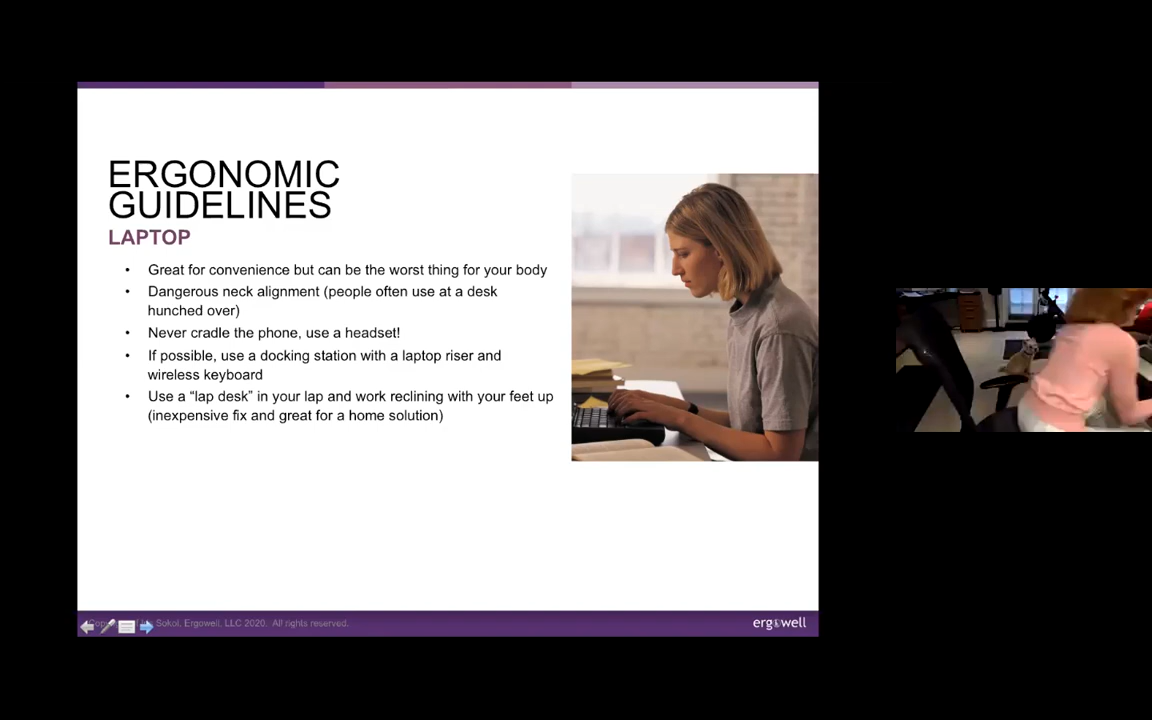 ERGONOMIC
GUIDELINES
LAPTOP
• Great for convenience but can be the worst thing for your body
• Dangerous neck alignment (people often use at a desk
hunched over)
• Never cradle the phone, use a headset!
• If possible, use a docking station with a laptop riser and
wireless keyboard
• Use a “lap desk” in your lap and work reclining with your feet up
(inexpensive fix and great for a home solution)
Sokol, Ergowell, LLC 2020. All rights reserved.
ergowell